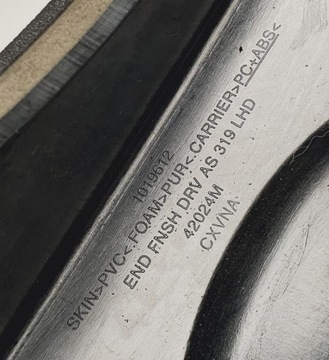 1019612
SKIN>PVC<.FOAM>PUR<.CARRIER>PC+ABS<
END FNSH DRV AS 319 LHD
42024M
CXVNA